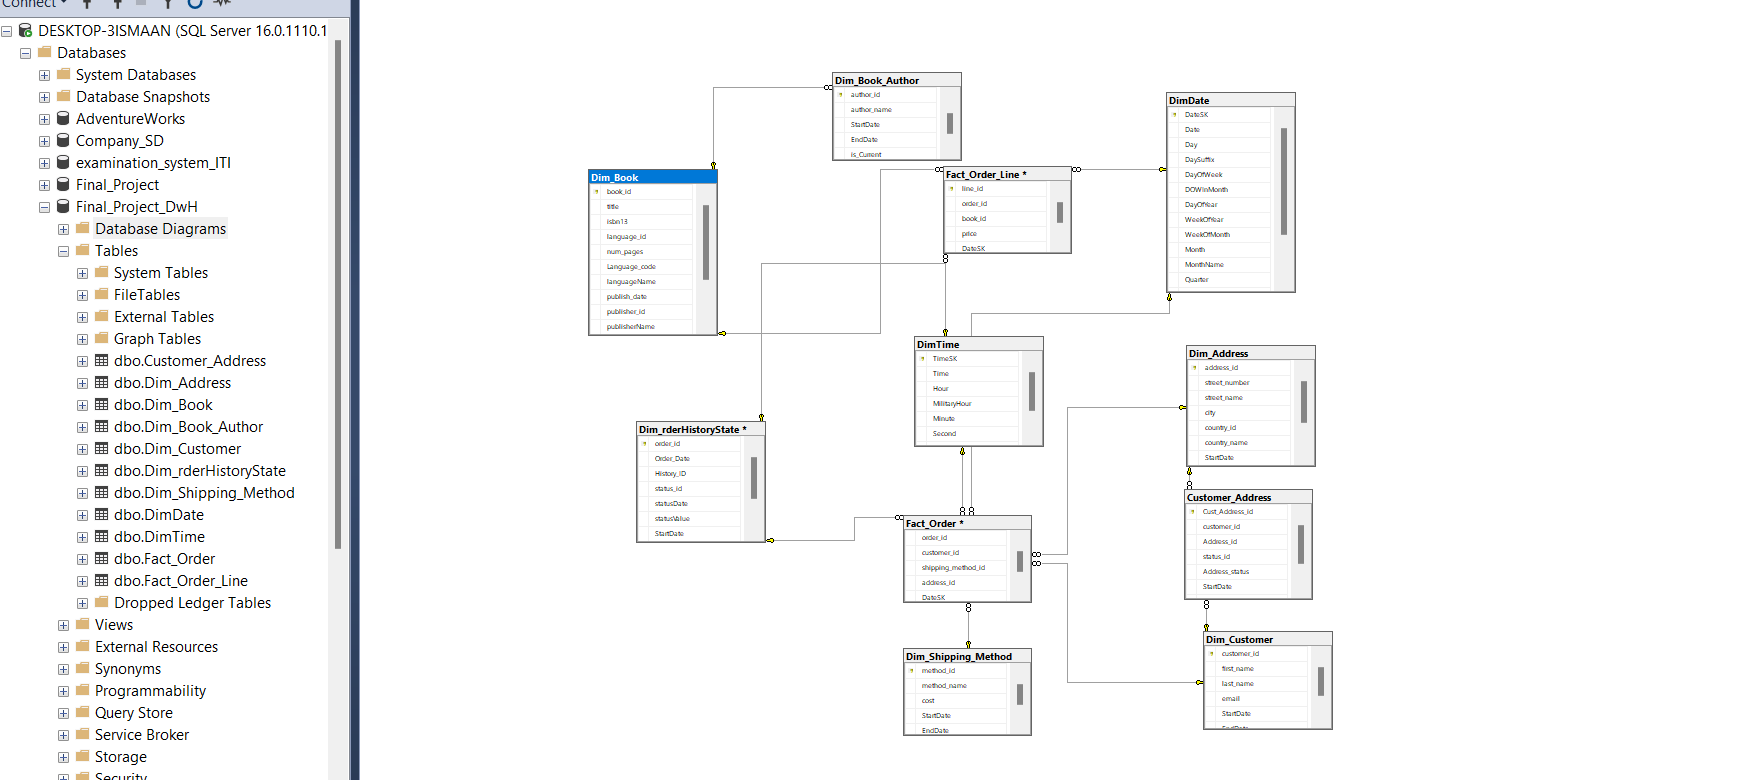 Connect
DESKTOP-3ISMAAN (SQL Server 16.0.1110.1
Databases
System Databases
Database Snapshots
AdventureWorks
Company_SD
examination_system_ITI
Final_Project
Final_Project_DwH
Database Diagrams
Tables
System Tables
FileTables
External Tables
Graph Tables
dbo.Customer_Address
dbo.Dim_Address
dbo.Dim_Book
dbo.Dim_Book_Author
dbo.Dim_Customer
dbo.Dim_rderHistoryState
dbo.Dim_Shipping_Method
dbo.DimDate
dbo.DimTime
dbo.Fact_Order
dbo.Fact_Order_Line
Dropped Ledger Tables
Views
External Resources
Synonyms
Programmability
Query Store
Service Broker
Storage
Security
Dim_Book_Author
author_id
author_name
StartDate
EndDate
is_Current
DimDate
DateSK
Date
Day
DaySuffix
DayOfWeek
DOWInMonth
DayOfYear
WeekOfYear
WeekOfMonth
Month
MonthName
Quarter
Dim_Book
book_id
title
isbn13
language_id
num_pages
Language_code
languageName
publish_date
publisher_id
publisherName
Fact_Order_Line *
line_id
order_id
book_id
price
DateSK
DimTime
TimeSK
Time
Hour
MilitaryHour
Minute
Second
Dim_Address
address_id
street_number
street_name
city
country_id
country_name
StartDate
Dim_rderHistoryState *
order_id
Order_Date
History_ID
status_id
statusDate
statusValue
StartDate
Customer_Address
Cust_Address_id
customer_id
Address_id
status_id
Address_status
StartDate
Fact_Order *
order_id
customer_id
shipping_method_id
address_id
DateSK
Dim_Customer
customer_id
first_name
last_name
email
StartDate
EndDate
Dim_Shipping_Method
method_id
method_name
cost
StartDate
EndDate